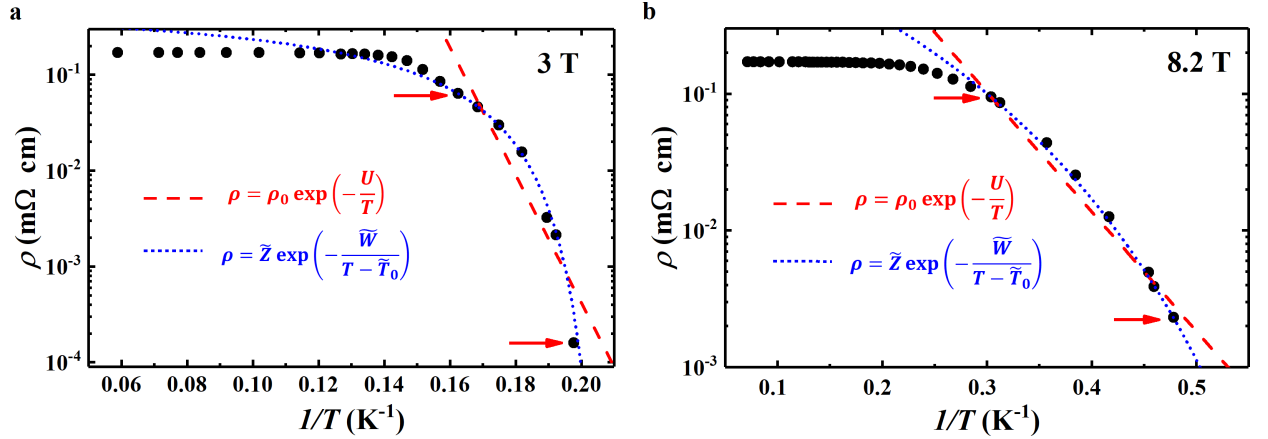 a
3 T
10⁻¹
10⁻²
10⁻³
10⁻⁴
ρ (mΩ cm)
ρ = ρ₀ exp(−U/T)
ρ = Z̃ exp(−W̃/(T − T̃₀))
0.06 0.08 0.10 0.12 0.14 0.16 0.18 0.20
1/T (K⁻¹)
b
8.2 T
10⁻¹
10⁻²
10⁻³
ρ (mΩ cm)
ρ = ρ₀ exp(−U/T)
ρ = Z̃ exp(−W̃/(T − T̃₀))
0.1 0.2 0.3 0.4 0.5
1/T (K⁻¹)